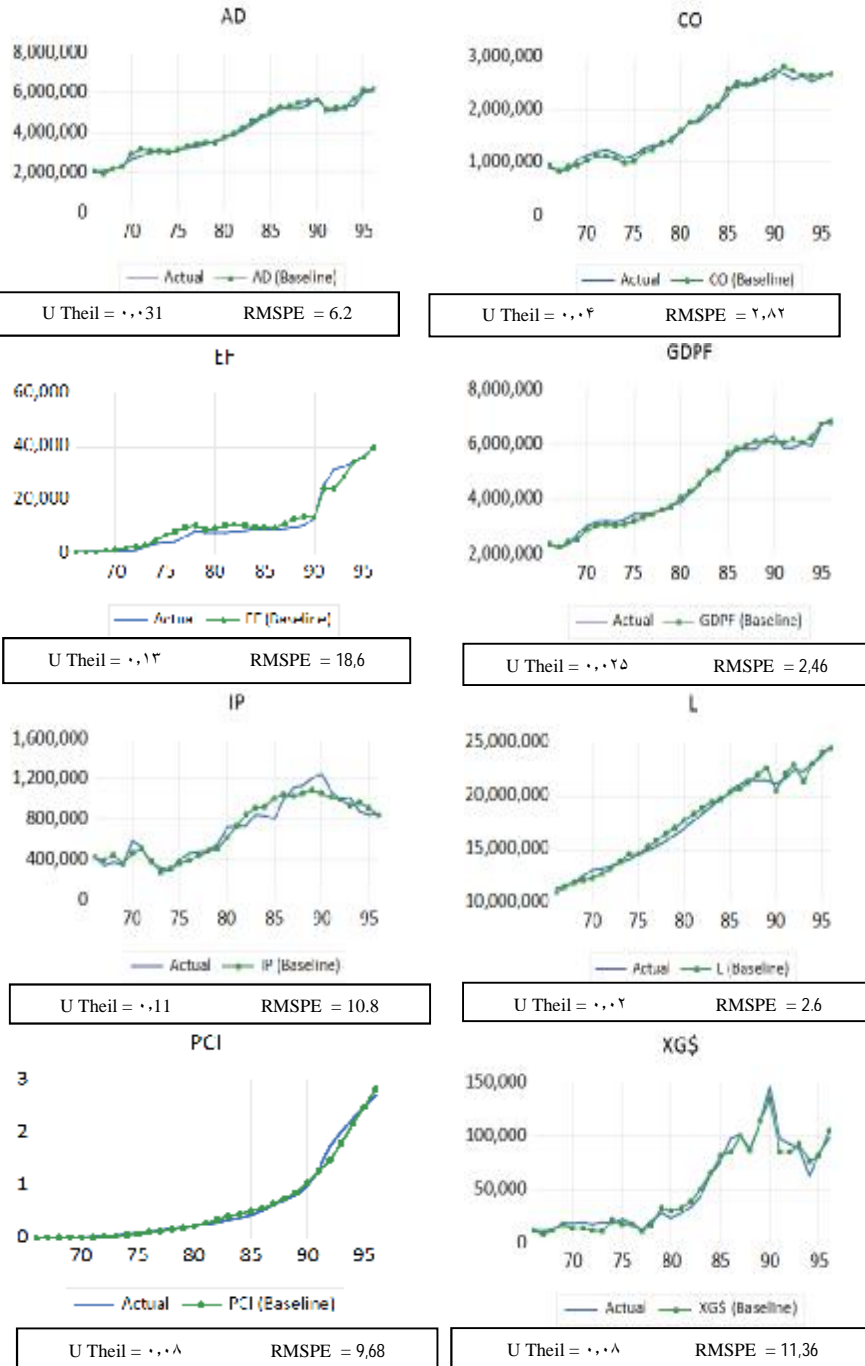 AD
8,000,000
6,000,000
4,000,000
2,000,000
0
70 75 80 85 90 95
Actual AD (Baseline)
U Theil = ۰,۰31 RMSPE = 6.2
CO
3,000,000
2,000,000
1,000,000
0
70 75 80 85 90 95
Actual CO (Baseline)
U Theil = ۰,۰۴ RMSPE = ۲,۸۲
EF
60,000
40,000
20,000
0
70 75 80 85 90 95
Actual EF (Baseline)
U Theil = ۰,۱۳ RMSPE = 18,6
GDPF
8,000,000
6,000,000
4,000,000
2,000,000
70 75 80 85 90 95
Actual GDPF (Baseline)
U Theil = ۰,۰۲۵ RMSPE = 2,46
IP
1,600,000
1,200,000
800,000
400,000
0
70 75 80 85 90 95
Actual IP (Baseline)
U Theil = ۰,11 RMSPE = 10.8
L
25,000,000
20,000,000
15,000,000
10,000,000
70 75 80 85 90 95
Actual L (Baseline)
U Theil = ۰,۰۲ RMSPE = 2.6
PCI
3
2
1
0
70 75 80 85 90 95
Actual PCI (Baseline)
U Theil = ۰,۰۸ RMSPE = 9,68
XG$
150,000
100,000
50,000
0
70 75 80 85 90 95
Actual XG$ (Baseline)
U Theil = ۰,۰۸ RMSPE = 11,36